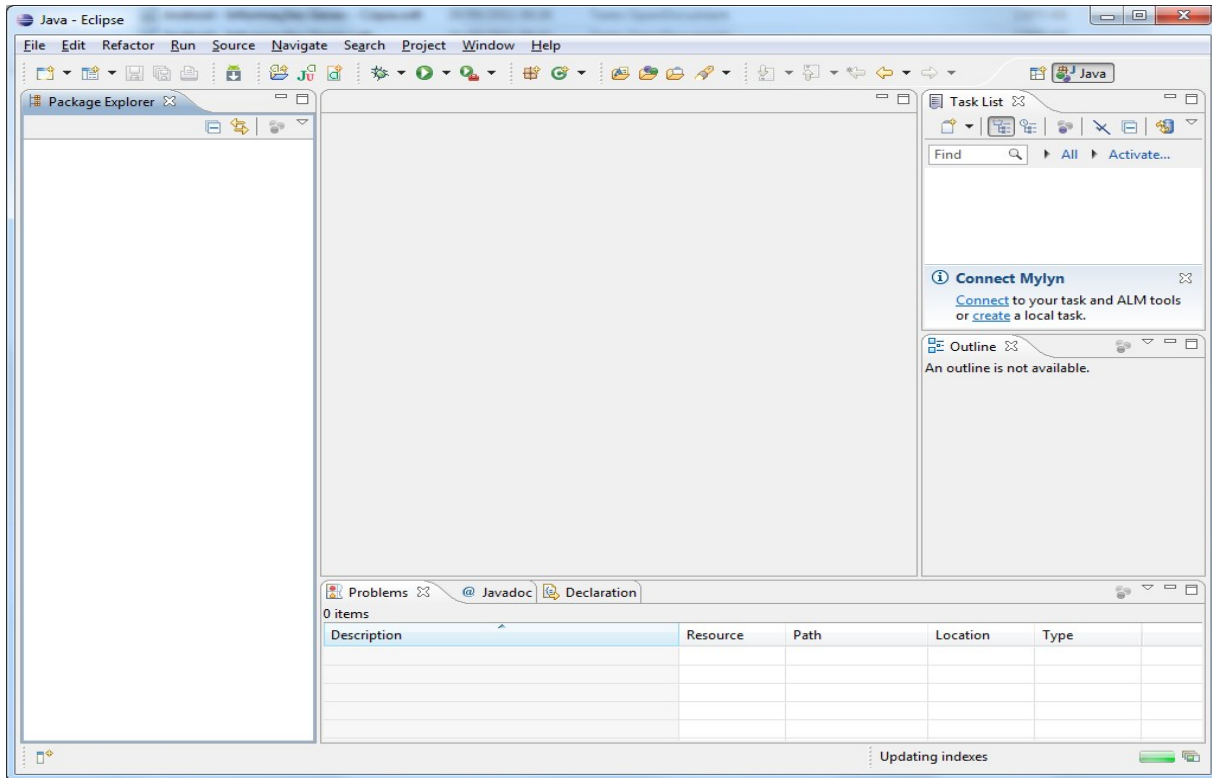 Java - Eclipse
File Edit Refactor Run Source Navigate Search Project Window Help
Java
Package Explorer
Task List
Find All Activate...
Connect Mylyn
Connect to your task and ALM tools
or create a local task.
Outline
An outline is not available.
Problems @ Javadoc Declaration
0 items
Description Resource Path Location Type
Updating indexes